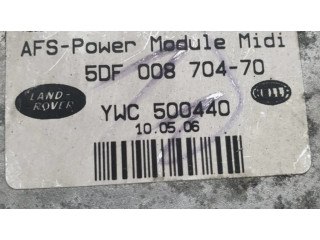 AFS-Power Module Midi
5DF 008 704-70
LAND-
ROVER
YWC 500440
10.05.06